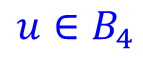 u ∈ B₄